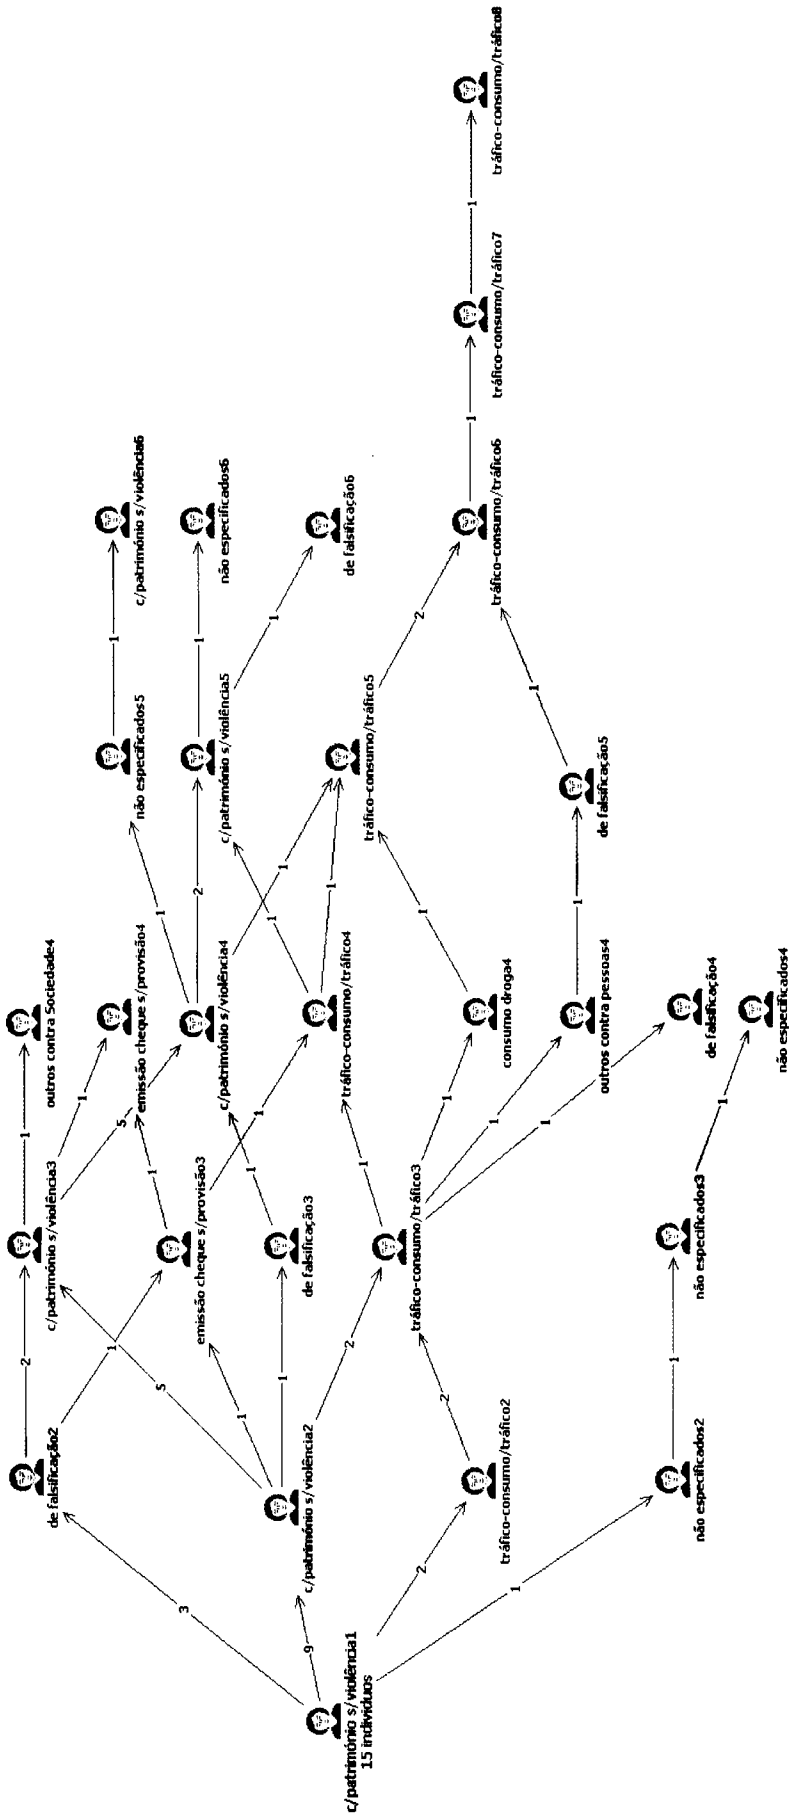 c/património s/violência1
15 indivíduos
3
9
2
1
de falsificação2
c/património s/violência2
tráfico-consumo/tráfico2
não especificados2
2
1
5
1
1
2
2
1
c/património s/violência3
emissão cheque s/provisão3
de falsificação3
tráfico-consumo/tráfico3
não especificados3
1
1
5
1
1
1
1
1
1
1
1
outros contra Sociedade4
emissão cheque s/provisão4
c/património s/violência4
tráfico-consumo/tráfico4
consumo droga4
outros contra pessoas4
de falsificação4
não especificados4
1
2
1
1
1
1
1
não especificados5
c/património s/violência5
tráfico-consumo/tráfico5
de falsificação5
1
1
1
2
1
c/património s/violência6
não especificados6
de falsificação6
tráfico-consumo/tráfico6
1
tráfico-consumo/tráfico7
1
tráfico-consumo/tráfico8